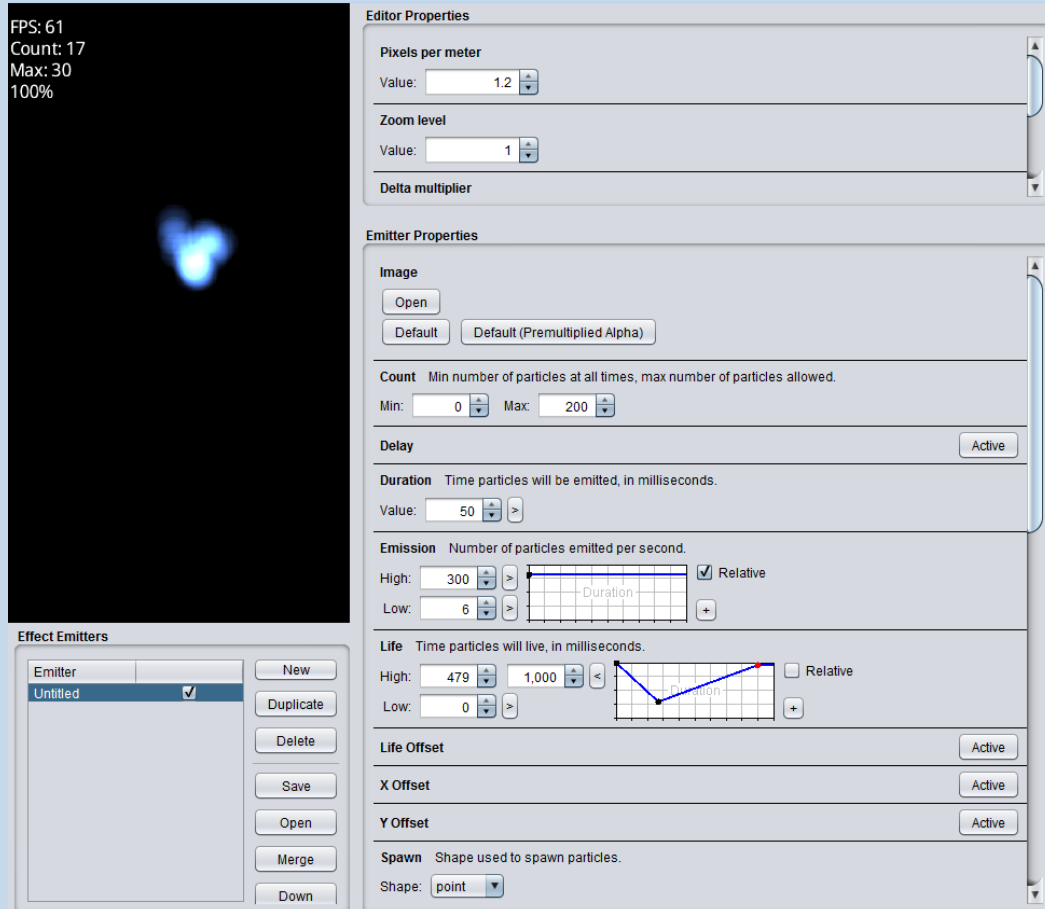 FPS: 61
Count: 17
Max: 30
100%
Editor Properties
Pixels per meter
Value: 1.2
Zoom level
Value: 1
Delta multiplier
Emitter Properties
Image
Open
Default Default (Premultiplied Alpha)
Count Min number of particles at all times, max number of particles allowed.
Min: 0 Max: 200
Delay Active
Duration Time particles will be emitted, in milliseconds.
Value: 50 >
Emission Number of particles emitted per second.
High: 300 > Duration Relative
Low: 6 > +
Life Time particles will live, in milliseconds.
High: 479 1,000 < Duration Relative
Low: 0 > +
Life Offset Active
X Offset Active
Y Offset Active
Spawn Shape used to spawn particles.
Shape: point
Effect Emitters
Emitter
Untitled
New
Duplicate
Delete
Save
Open
Merge
Down